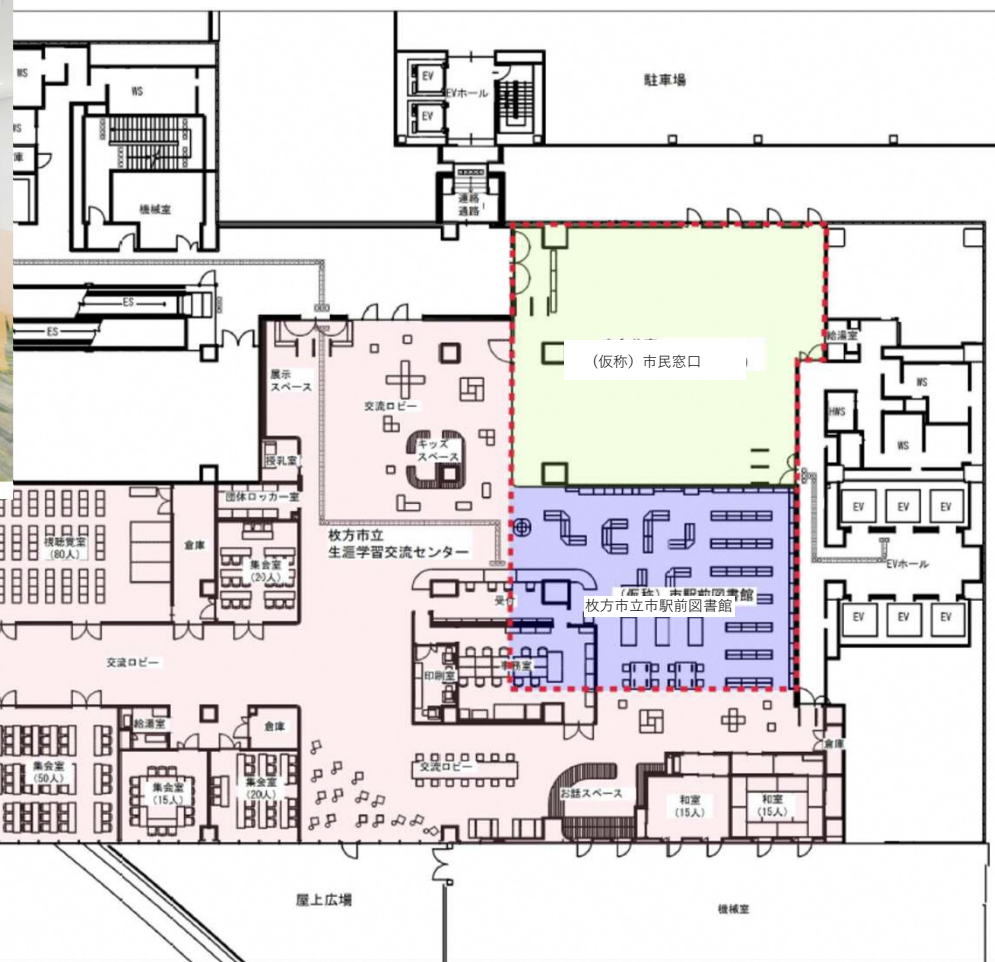 WS
WS
WS
庫
機械室
EV
EV
EVホール
連絡
通路
駐車場
ES
ES
(仮称)市民窓口
)
給湯室
WS
HWS
WS
展示
スペース
交流ロビー
キッズ
スペース
授乳室
団体ロッカー室
視聴覚室
(80人)
倉庫
集会室
(20人)
枚方市立
生涯学習交流センター
受付
(仮称)市駅前図書館
枚方市立市駅前図書館
EV
EV
EV
EVホール
EV
EV
EV
交流ロビー
印刷室
事務室
給湯室
倉庫
集会室
(50人)
集会室
(15人)
集会室
(20人)
交流ロビー
お話スペース
和室
(15人)
和室
(15人)
倉庫
屋上広場
機械室